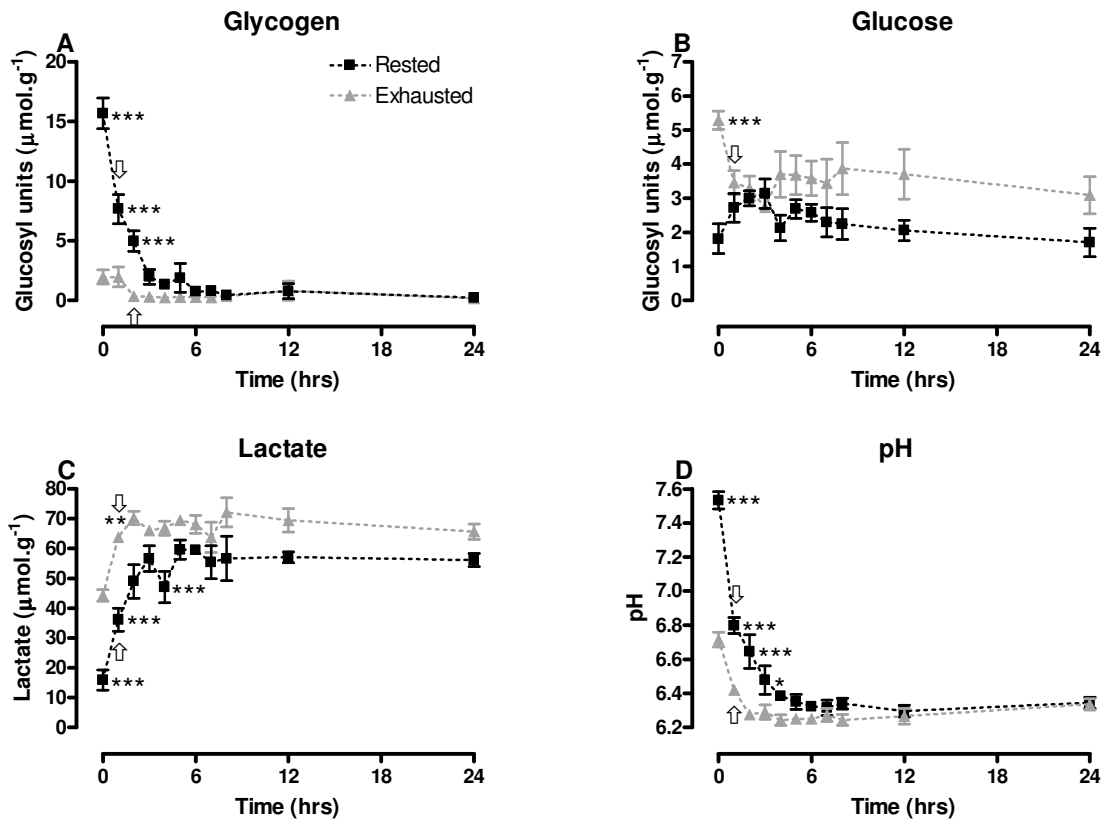 Glycogen
A
20
15
10
5
0
Glucosyl units (μmol.g⁻¹)
Rested
Exhausted
***
***
***
0 6 12 18 24
Time (hrs)
Glucose
B
7
6
5
4
3
2
1
0
Glucosyl units (μmol.g⁻¹)
***
0 6 12 18 24
Time (hrs)
Lactate
C
80
70
60
50
40
30
20
10
0
Lactate (μmol.g⁻¹)
**
***
***
***
0 6 12 18 24
Time (hrs)
pH
D
7.6
7.4
7.2
7.0
6.8
6.6
6.4
6.2
pH
***
***
***
*
0 6 12 18 24
Time (hrs)